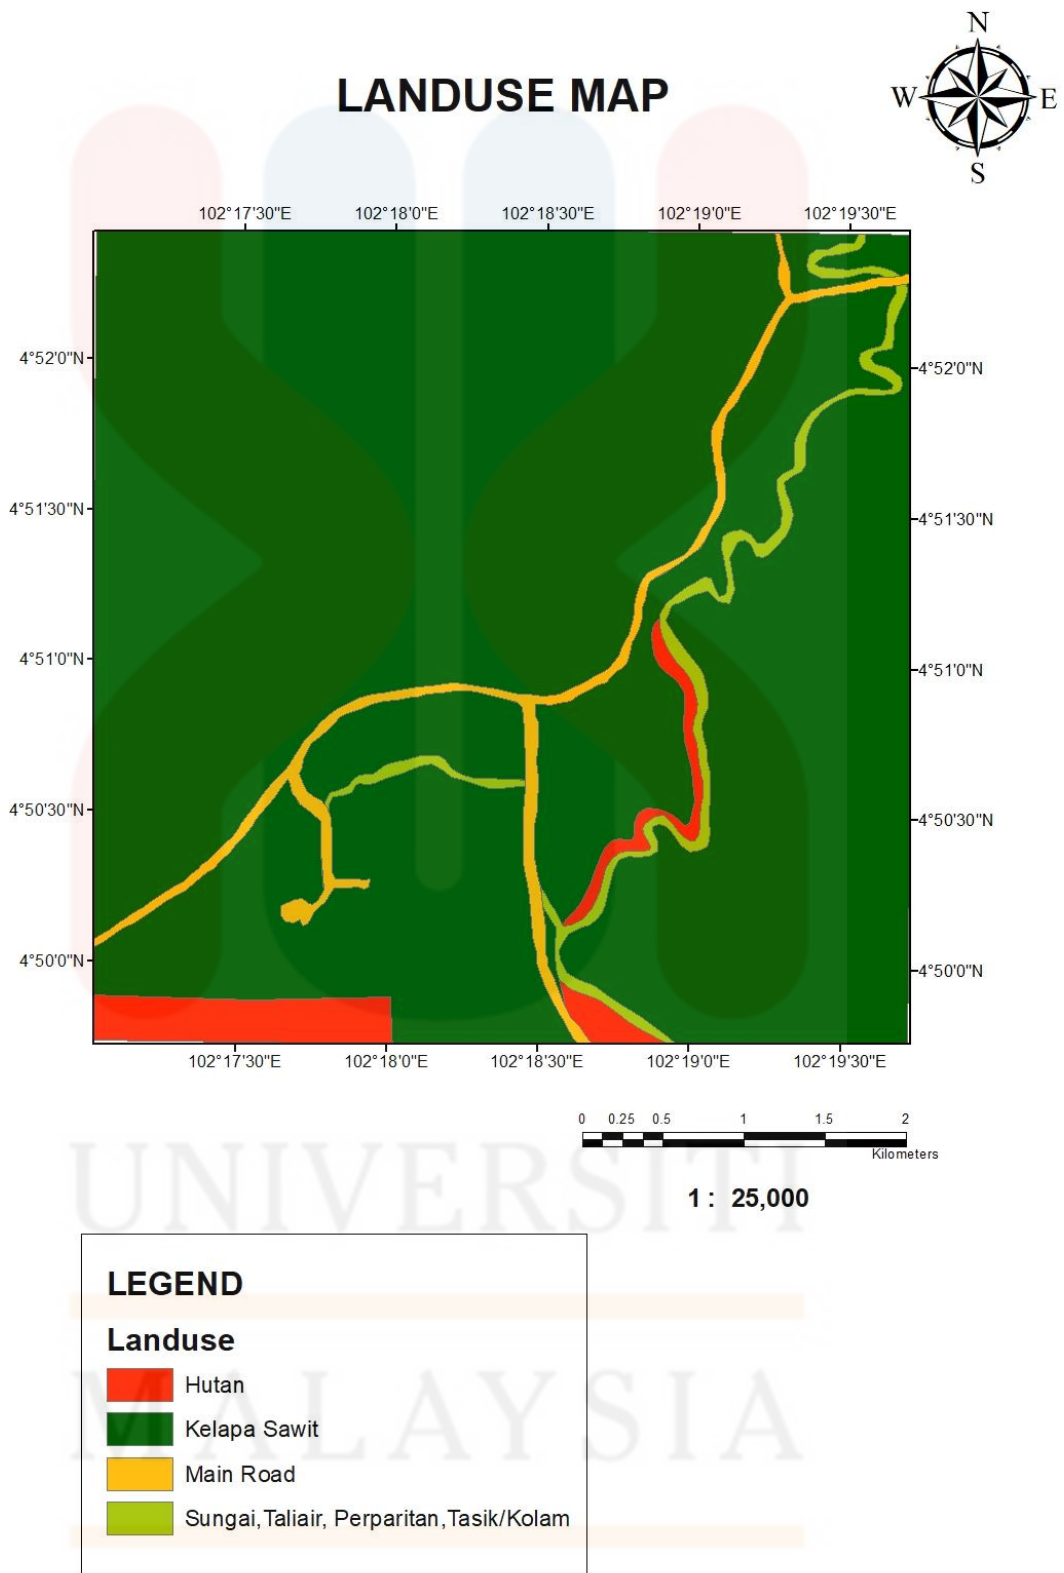 N
LANDUSE MAP
W E
S
102°17'30"E 102°18'0"E 102°18'30"E 102°19'0"E 102°19'30"E
4°52'0"N 4°52'0"N
4°51'30"N 4°51'30"N
4°51'0"N 4°51'0"N
4°50'30"N 4°50'30"N
4°50'0"N 4°50'0"N
102°17'30"E 102°18'0"E 102°18'30"E 102°19'0"E 102°19'30"E
0 0.25 0.5 1 1.5 2
Kilometers
UNIVERSITI
1 : 25,000
LEGEND
Landuse
Hutan
MALAYSIA
Kelapa Sawit
Main Road
Sungai,Taliair, Perparitan,Tasik/Kolam